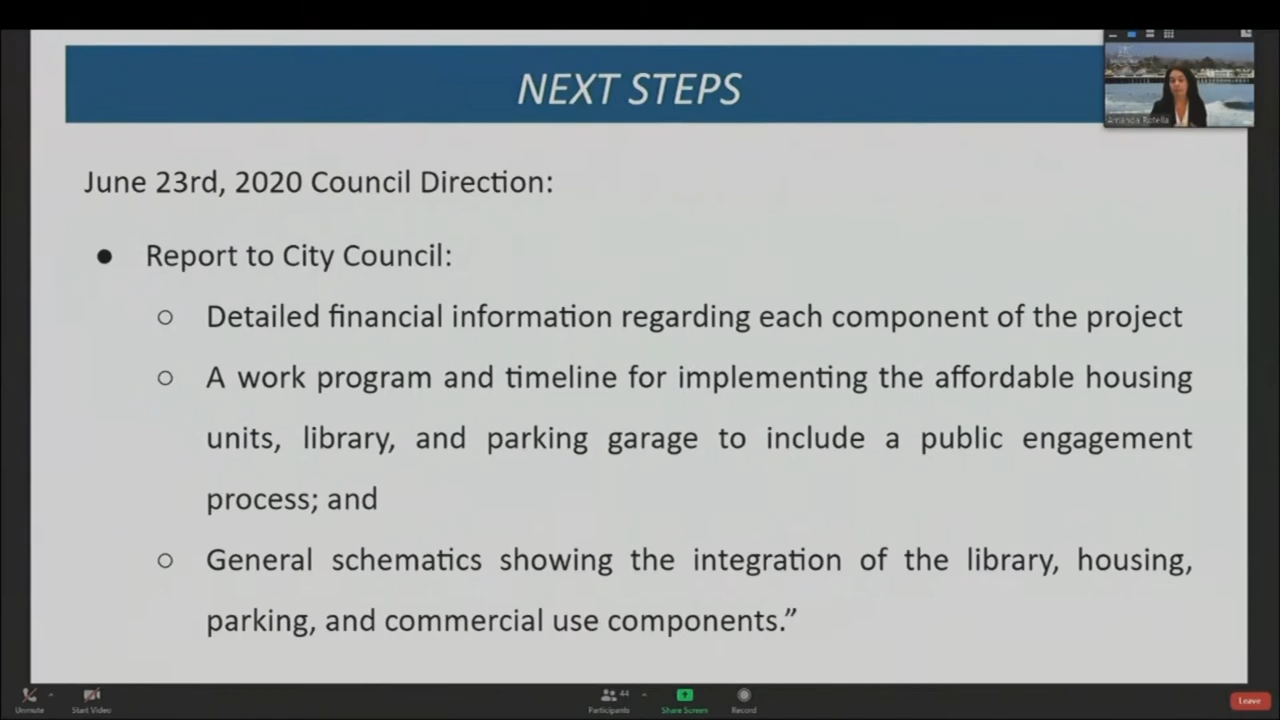 NEXT STEPS
Amanda Rotella
June 23rd, 2020 Council Direction:
● Report to City Council:
○ Detailed financial information regarding each component of the project
○ A work program and timeline for implementing the affordable housing
units, library, and parking garage to include a public engagement
process; and
○ General schematics showing the integration of the library, housing,
parking, and commercial use components.”
Unmute
Start Video
44
Participants
Share Screen
Record
Leave